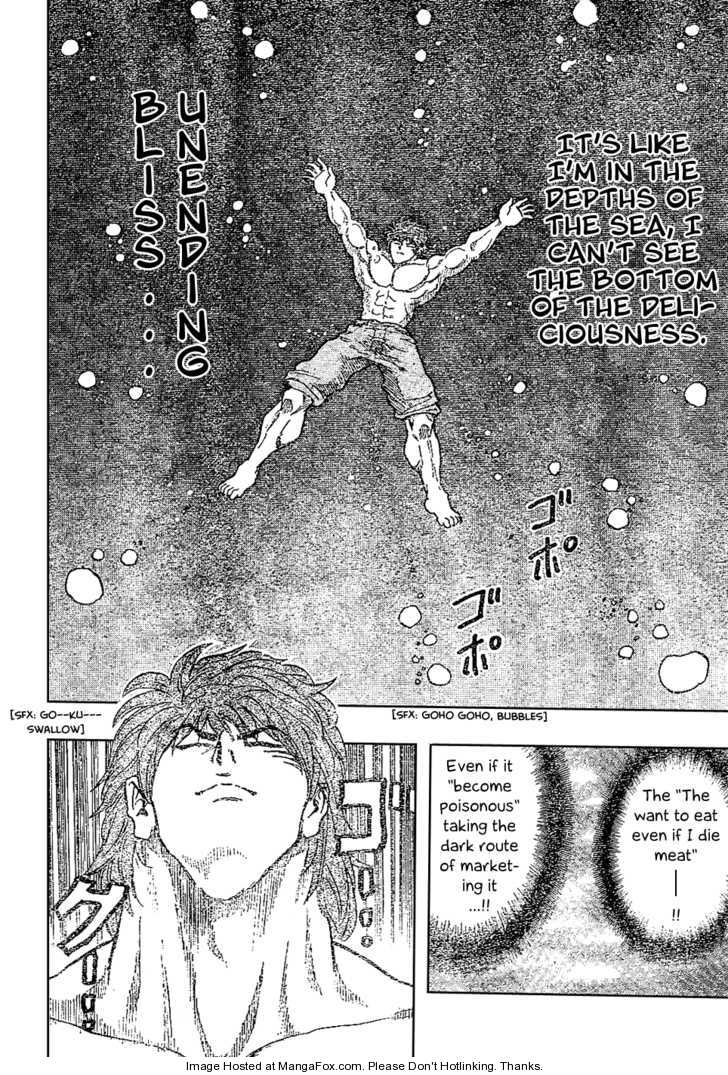 IT'S LIKE
I'M IN THE
DEPTHS OF
THE SEA, I
CAN'T SEE
THE BOTTOM
OF THE DELI-
CIOUSNESS.
UNENDING
BLISS...
ゴポ
ゴポ
[SFX: GOHO GOHO, BUBBLES]
The "The
want to eat
even if I die
meat"
—
!!
Even if it
"become
poisonous"
taking the
dark route
of market-
ing it
...!!
[SFX: GO--KU---
SWALLOW]
ゴ
グ
Image Hosted at MangaFox.com. Please Don't Hotlinking. Thanks.